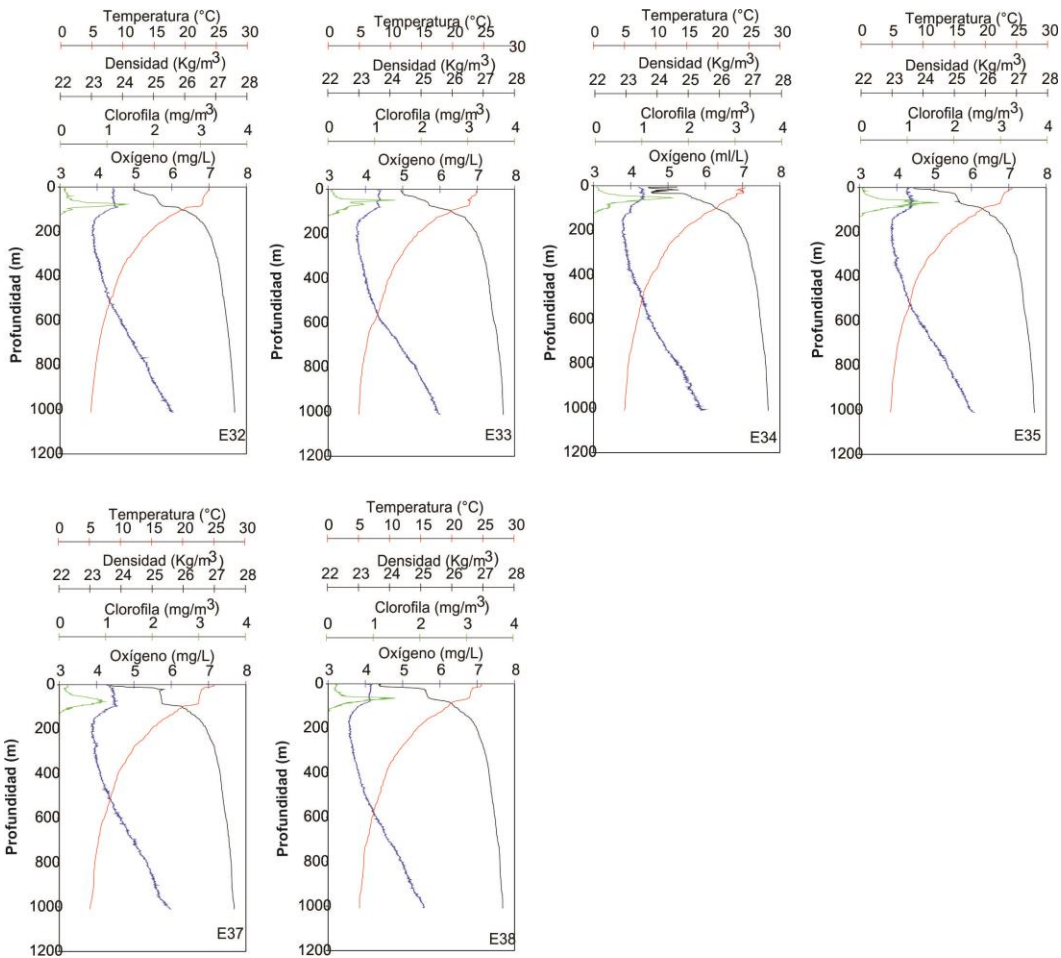 Temperatura (°C)
0 5 10 15 20 25 30
Densidad (Kg/m³)
22 23 24 25 26 27 28
Clorofila (mg/m³)
0 1 2 3 4
Oxígeno (mg/L)
3 4 5 6 7 8
Profundidad (m)
0
200
400
600
800
1000
1200
E32
Temperatura (°C)
0 5 10 15 20 25
30
Densidad (Kg/m³)
22 23 24 25 26 27 28
Clorofila (mg/m³)
0 1 2 3 4
Oxígeno (mg/L)
3 4 5 6 7 8
Profundidad (m)
0
200
400
600
800
1000
1200
E33
Temperatura (°C)
0 5 10 15 20 25 30
Densidad (Kg/m³)
22 23 24 25 26 27 28
Clorofila (mg/m³)
0 1 2 3 4
Oxígeno (ml/L)
3 4 5 6 7 8
Profundidad (m)
0
200
400
600
800
1000
1200
E34
Temperatura (°C)
0 5 10 15 20 25 30
Densidad (Kg/m³)
22 23 24 25 26 27 28
Clorofila (mg/m³)
0 1 2 3 4
Oxígeno (mg/L)
3 4 5 6 7 8
Profundidad (m)
0
200
400
600
800
1000
1200
E35
Temperatura (°C)
0 5 10 15 20 25 30
Densidad (Kg/m³)
22 23 24 25 26 27 28
Clorofila (mg/m³)
0 1 2 3 4
Oxígeno (mg/L)
3 4 5 6 7 8
Profundidad (m)
0
200
400
600
800
1000
1200
E37
Temperatura (°C)
0 5 10 15 20 25 30
Densidad (Kg/m³)
22 23 24 25 26 27 28
Clorofila (mg/m³)
0 1 2 3 4
Oxígeno (mg/L)
3 4 5 6 7 8
Profundidad (m)
0
200
400
600
800
1000
1200
E38